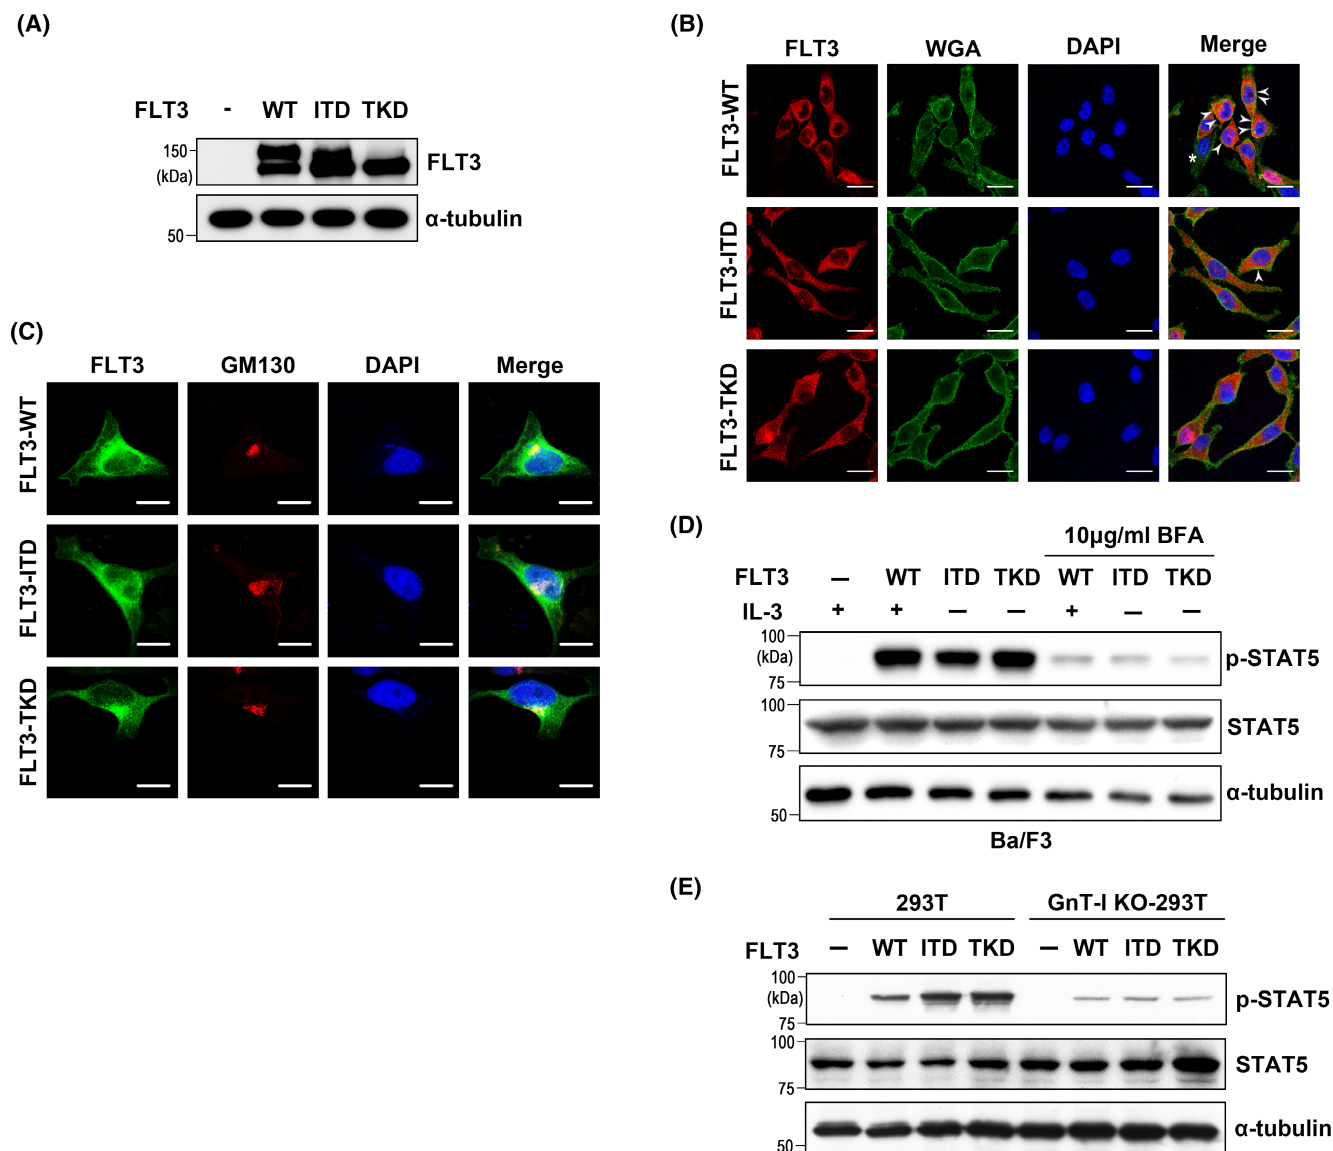 (A)
FLT3 - WT ITD TKD
150
(kDa)
FLT3
α-tubulin
50
(B)
FLT3 WGA DAPI Merge
FLT3-WT
*
FLT3-ITD
FLT3-TKD
(C)
FLT3 GM130 DAPI Merge
FLT3-WT
FLT3-ITD
FLT3-TKD
(D)
10µg/ml BFA
FLT3 – WT ITD TKD WT ITD TKD
IL-3 + + – – + – –
100
(kDa)
75
p-STAT5
100
75
STAT5
50
α-tubulin
Ba/F3
(E)
293T GnT-I KO-293T
FLT3 – WT ITD TKD – WT ITD TKD
100
(kDa)
75
p-STAT5
100
75
STAT5
50
α-tubulin